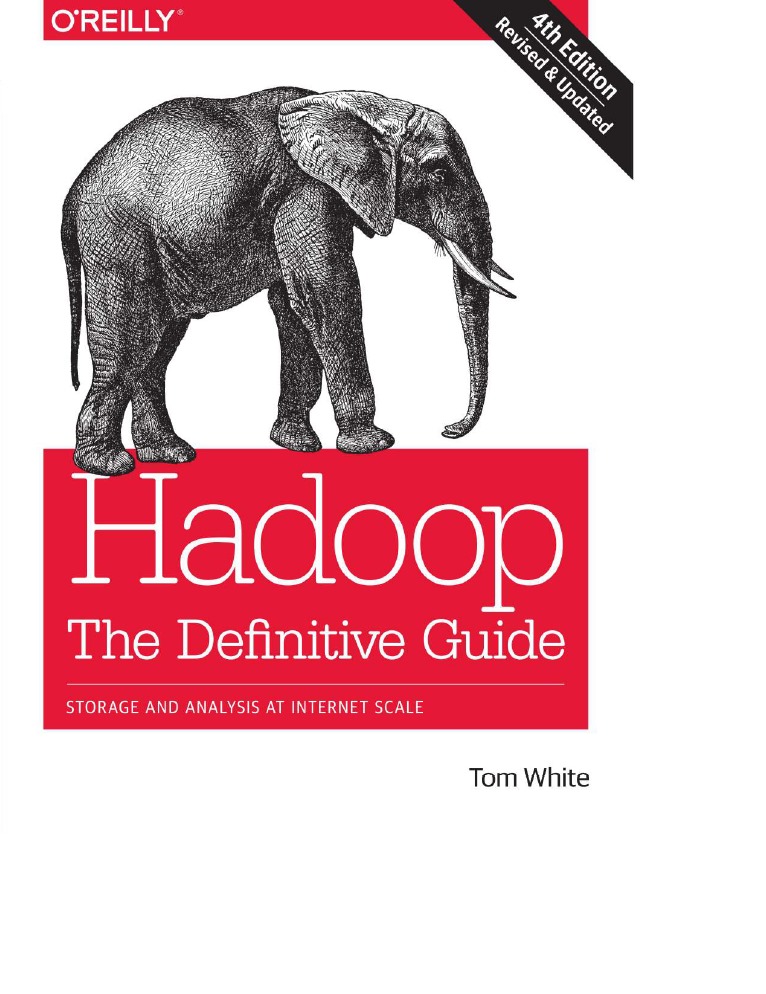 O'REILLY®
4th Edition
Revised & Updated
Hadoop
The Definitive Guide
STORAGE AND ANALYSIS AT INTERNET SCALE
Tom White